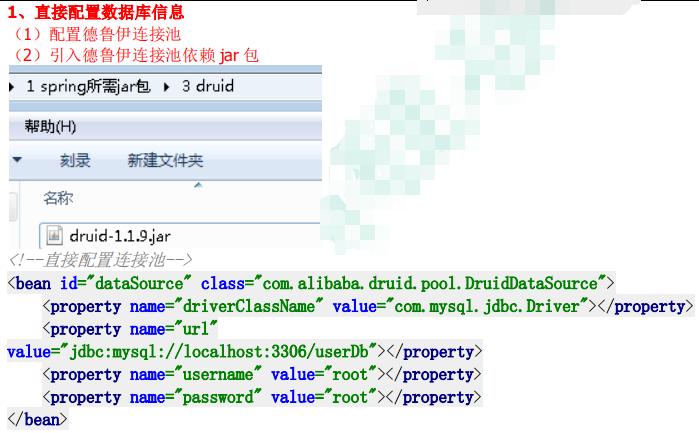 1、直接配置数据库信息
（1）配置德鲁伊连接池
（2）引入德鲁伊连接池依赖 jar 包
1 spring所需jar包 3 druid
帮助(H)
刻录 新建文件夹
名称
druid-1.1.9.jar
<!--直接配置连接池-->
<bean id="dataSource" class="com.alibaba.druid.pool.DruidDataSource">
<property name="driverClassName" value="com.mysql.jdbc.Driver"></property>
<property name="url"
value="jdbc:mysql://localhost:3306/userDb"></property>
<property name="username" value="root"></property>
<property name="password" value="root"></property>
</bean>